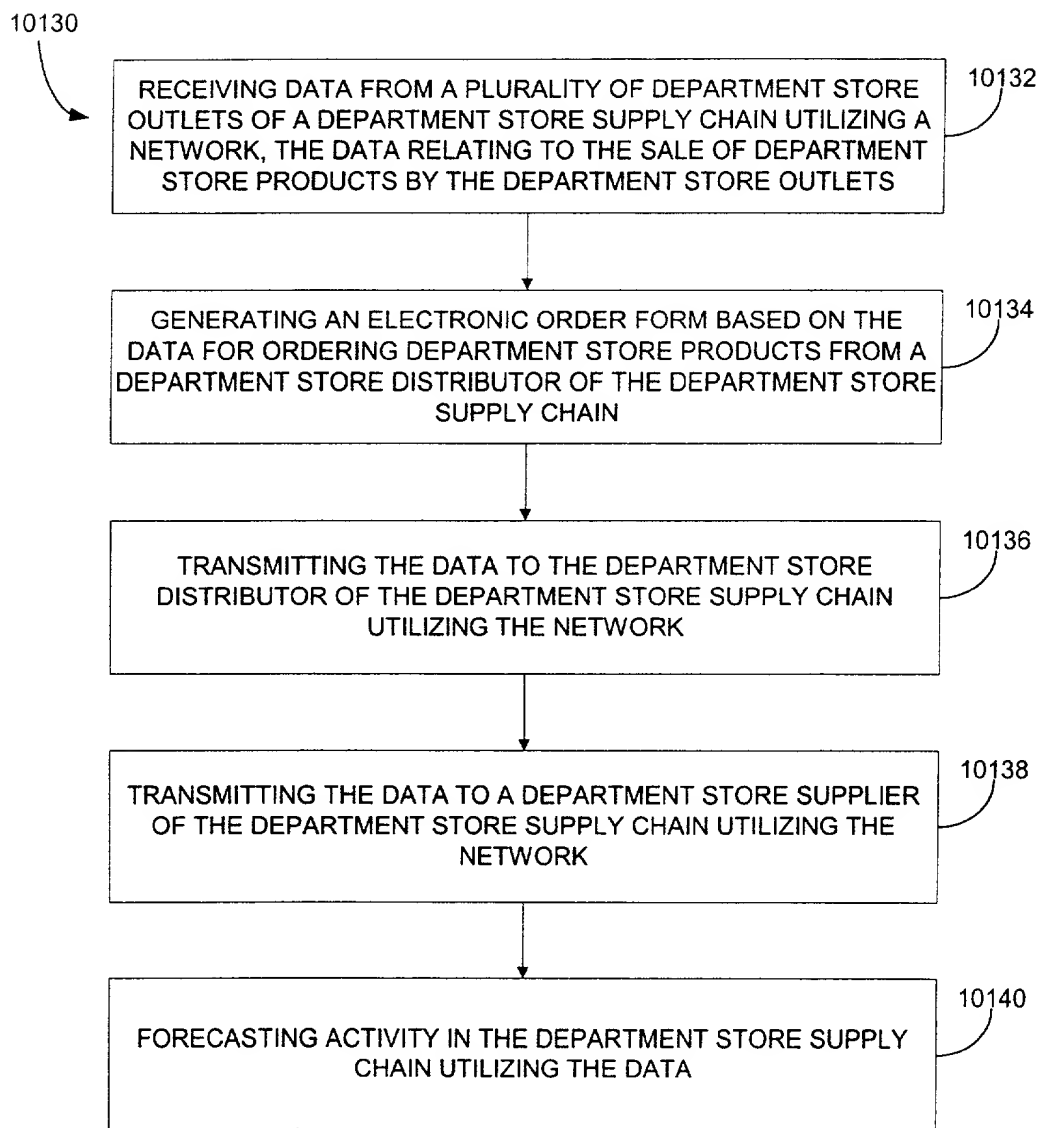 10130
RECEIVING DATA FROM A PLURALITY OF DEPARTMENT STORE
OUTLETS OF A DEPARTMENT STORE SUPPLY CHAIN UTILIZING A
NETWORK, THE DATA RELATING TO THE SALE OF DEPARTMENT
STORE PRODUCTS BY THE DEPARTMENT STORE OUTLETS
10132
GENERATING AN ELECTRONIC ORDER FORM BASED ON THE
DATA FOR ORDERING DEPARTMENT STORE PRODUCTS FROM A
DEPARTMENT STORE DISTRIBUTOR OF THE DEPARTMENT STORE
SUPPLY CHAIN
10134
TRANSMITTING THE DATA TO THE DEPARTMENT STORE
DISTRIBUTOR OF THE DEPARTMENT STORE SUPPLY CHAIN
UTILIZING THE NETWORK
10136
TRANSMITTING THE DATA TO A DEPARTMENT STORE SUPPLIER
OF THE DEPARTMENT STORE SUPPLY CHAIN UTILIZING THE
NETWORK
10138
FORECASTING ACTIVITY IN THE DEPARTMENT STORE SUPPLY
CHAIN UTILIZING THE DATA
10140